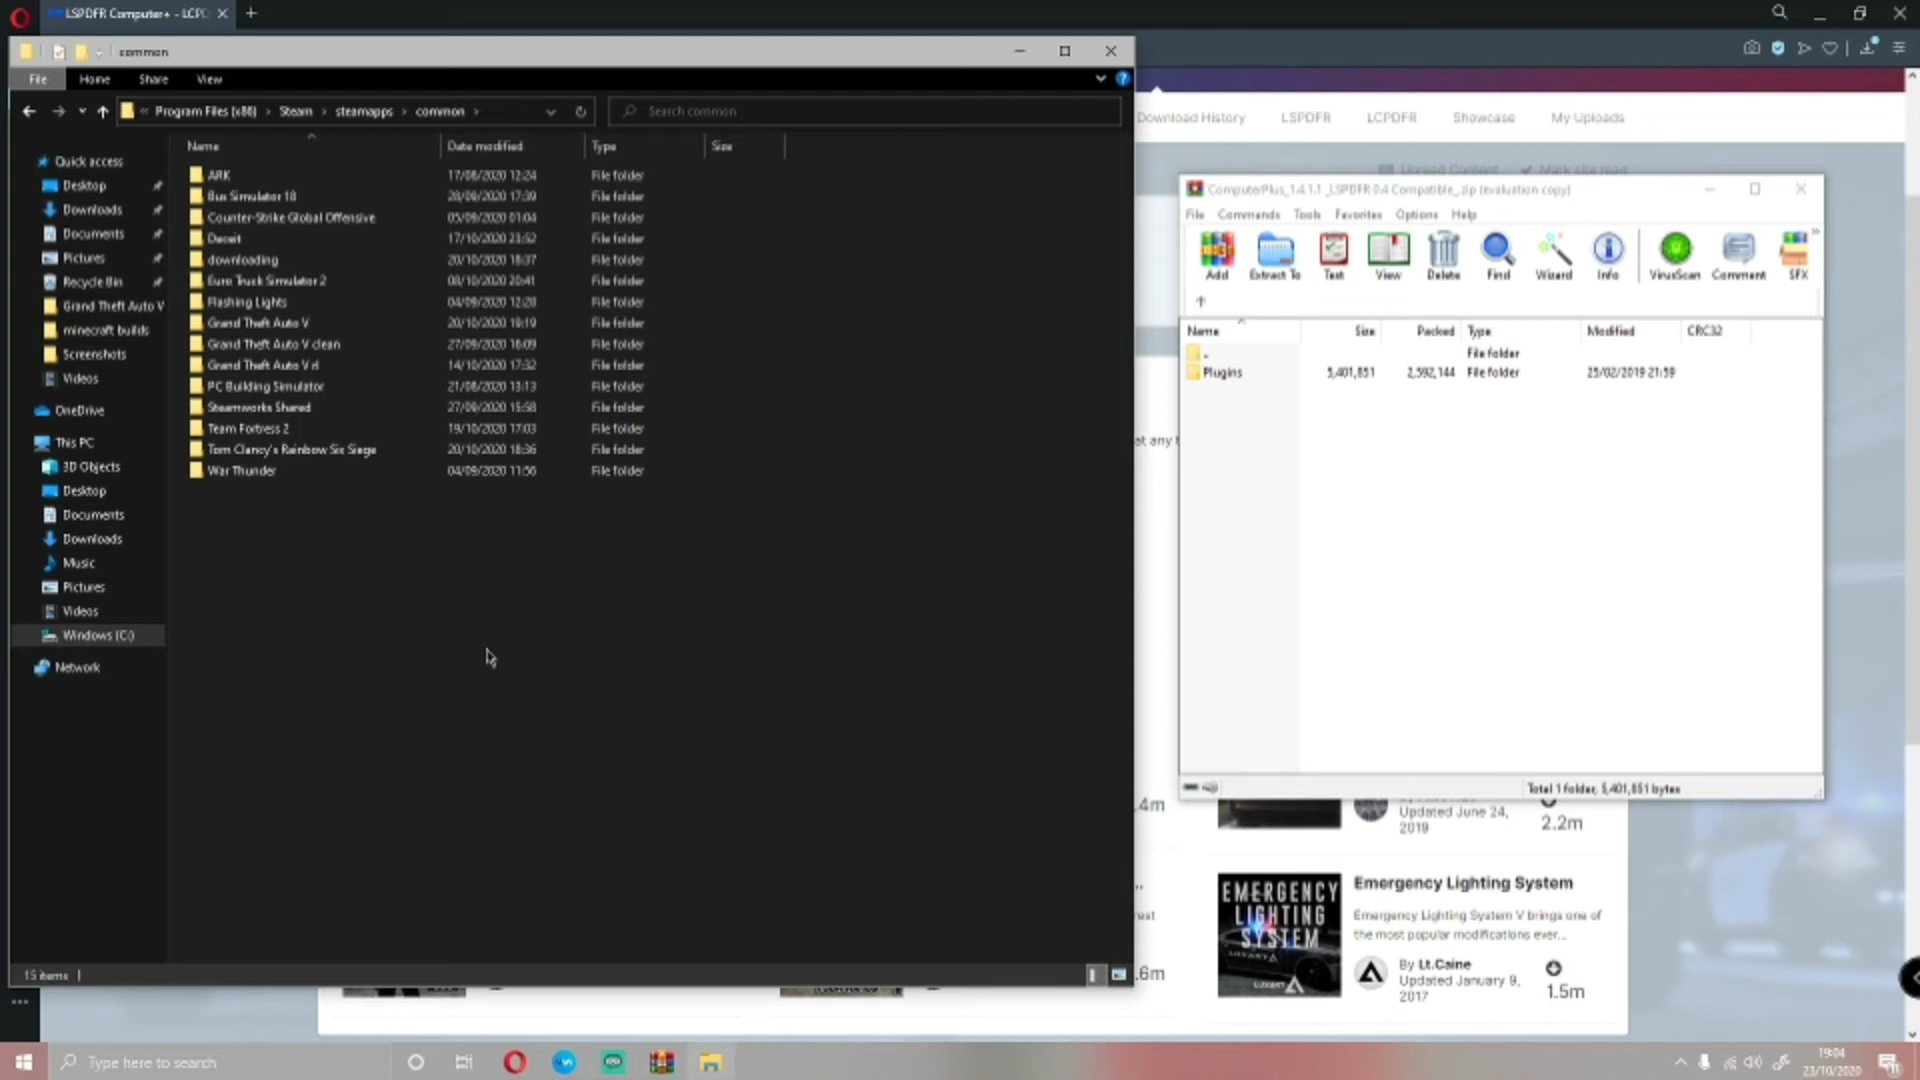 LSPDFR Computer+ - LCPD
common
File Home Share View
Program Files (x86) > Steam > steamapps > common >
Search common
Name Date modified Type Size
Quick access
Desktop
Downloads
Documents
Pictures
Recycle Bin
Grand Theft Auto V
minecraft builds
Screenshots
Videos
OneDrive
This PC
3D Objects
Desktop
Documents
Downloads
Music
Pictures
Videos
Windows (C:)
Network
ARK 17/08/2020 12:24 File folder
Bus Simulator 18 28/09/2020 17:39 File folder
Counter-Strike Global Offensive 05/09/2020 01:04 File folder
Deceit 17/10/2020 23:52 File folder
downloading 20/10/2020 18:37 File folder
Euro Truck Simulator 2 08/10/2020 20:41 File folder
Flashing Lights 04/09/2020 12:28 File folder
Grand Theft Auto V 20/10/2020 19:19 File folder
Grand Theft Auto V clean 27/09/2020 16:09 File folder
Grand Theft Auto V rl 14/10/2020 17:32 File folder
PC Building Simulator 21/08/2020 13:13 File folder
Steamworks Shared 27/09/2020 15:58 File folder
Team Fortress 2 19/10/2020 17:03 File folder
Tom Clancy's Rainbow Six Siege 20/10/2020 18:36 File folder
War Thunder 04/09/2020 11:56 File folder
15 items
Download History LSPDFR LCPDFR Showcase My Uploads
Unread Content Mark site read
ComputerPlus_1.4.1.1 _LSPDFR 0.4 Compatible_.zip (evaluation copy)
File Commands Tools Favorites Options Help
Add Extract To Test View Delete Find Wizard Info VirusScan Comment SFX
Name Size Packed Type Modified CRC32
.. File folder
Plugins 5,401,851 2,592,144 File folder 25/02/2019 21:59
Total 1 folder, 5,401,851 bytes
at any t
.4m
Updated June 24,
2019
2.2m
EMERGENCY
LIGHTING
SYSTEM
LUXART
Emergency Lighting System
Emergency Lighting System V brings one of
the most popular modifications ever...
By Lt.Caine
Updated January 9,
2017
1.5m
eat
.6m
Type here to search
19:04
23/10/2020